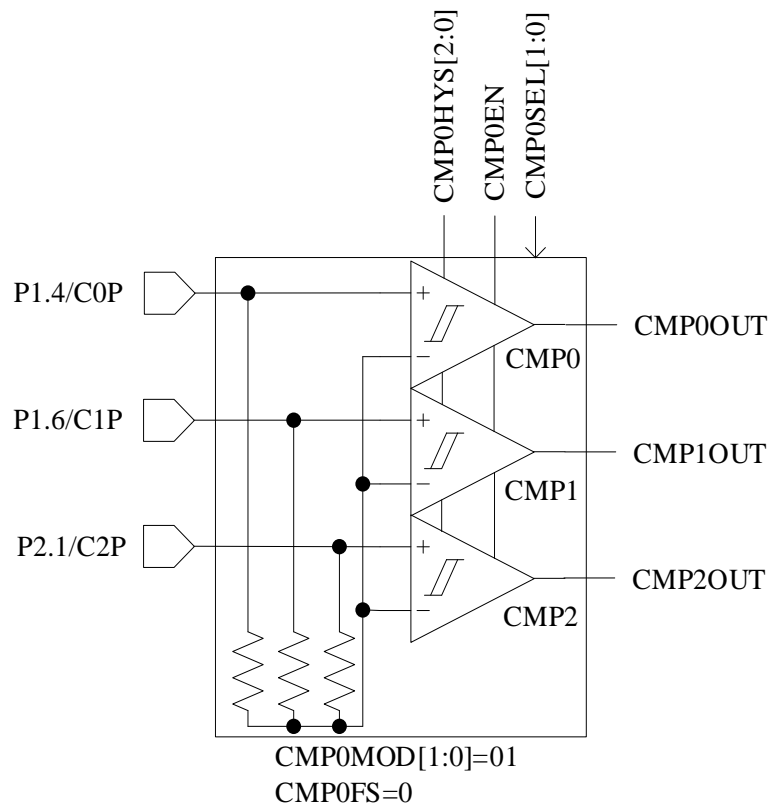 CMP0HYS[2:0]
CMP0EN
CMP0SEL[1:0]
P1.4/C0P
+
−
CMP0
CMP0OUT
P1.6/C1P
+
−
CMP1
CMP1OUT
P2.1/C2P
+
−
CMP2
CMP2OUT
CMP0MOD[1:0]=01
CMP0FS=0